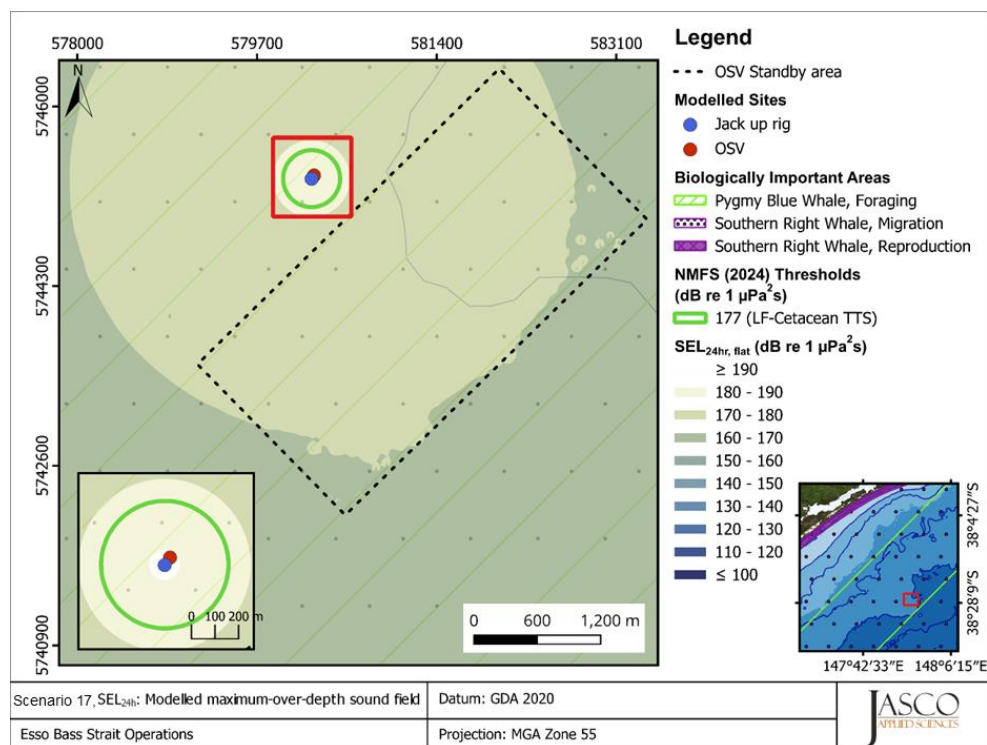 578000 579700 581400 583100
5746000
5744300
5742600
5740900
N
0 100 200 m
0 600 1,200 m
Legend
OSV Standby area
Modelled Sites
Jack up rig
OSV
Biologically Important Areas
Pygmy Blue Whale, Foraging
Southern Right Whale, Migration
Southern Right Whale, Reproduction
NMFS (2024) Thresholds
(dB re 1 µPa²s)
177 (LF-Cetacean TTS)
SEL24hr, flat (dB re 1 µPa²s)
≥ 190
180 - 190
170 - 180
160 - 170
150 - 160
140 - 150
130 - 140
120 - 130
110 - 120
≤ 100
38°4′27″S
38°28′9″S
147°42′33″E 148°6′15″E
Scenario 17, SEL24h: Modelled maximum-over-depth sound field
Datum: GDA 2020
Esso Bass Strait Operations
Projection: MGA Zone 55
JASCO
APPLIED SCIENCES